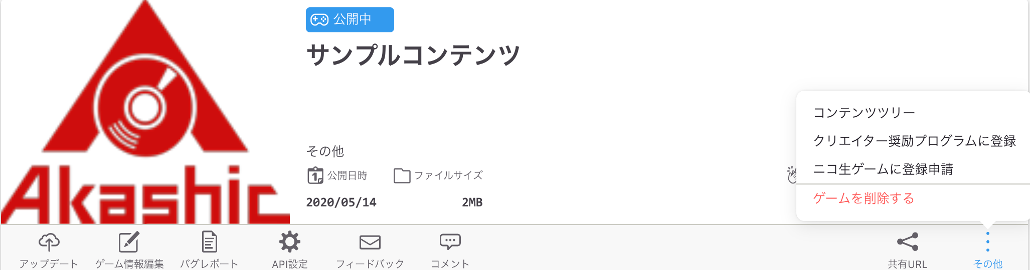 公開中
サンプルコンテンツ
その他
公開日時
ファイルサイズ
2020/05/14
2MB
Akashic
コンテンツツリー
クリエイター奨励プログラムに登録
ニコ生ゲームに登録申請
ゲームを削除する
アップデート
ゲーム情報編集
バグレポート
API設定
フィードバック
コメント
共有URL
その他